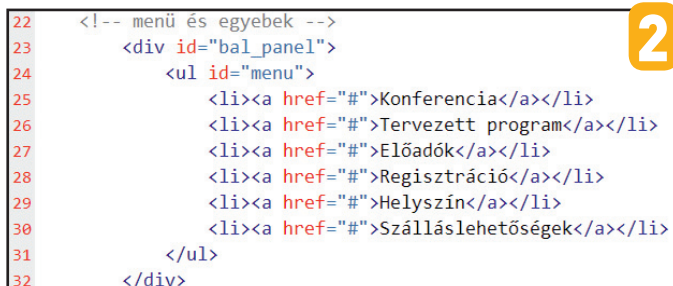 2
22 <!-- menü és egyebek -->
23 <div id="bal_panel">
24 <ul id="menu">
25 <li><a href="#">Konferencia</a></li>
26 <li><a href="#">Tervezett program</a></li>
27 <li><a href="#">Előadók</a></li>
28 <li><a href="#">Regisztráció</a></li>
29 <li><a href="#">Helyszín</a></li>
30 <li><a href="#">Szálláslehetőségek</a></li>
31 </ul>
32 </div>